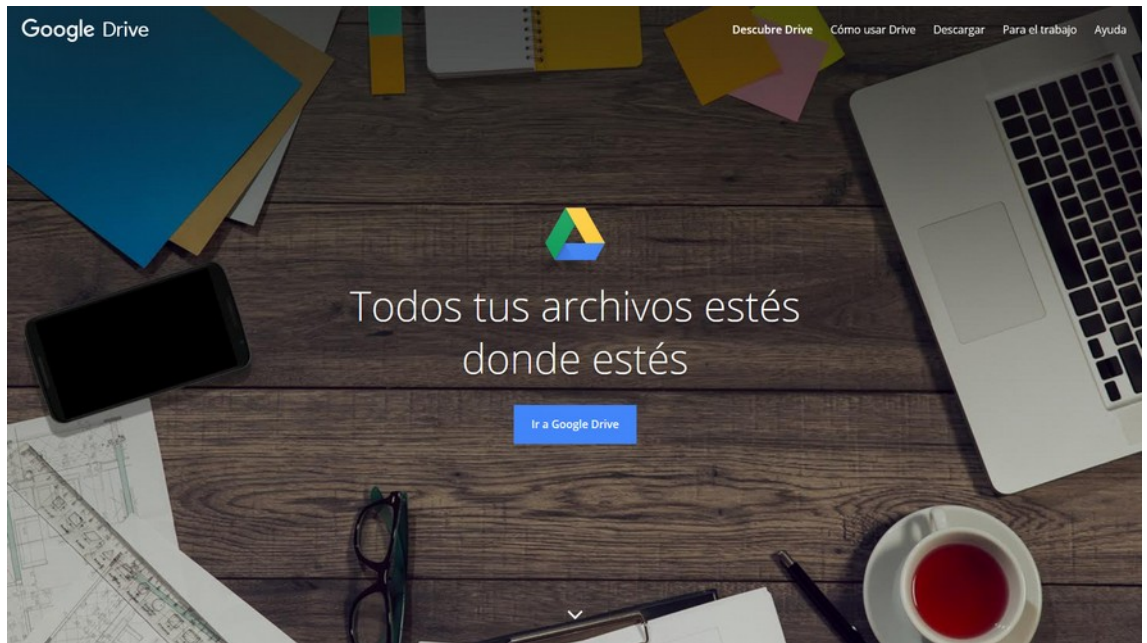 Google Drive
Descubre Drive Cómo usar Drive Descargar Para el trabajo Ayuda
Todos tus archivos estés
donde estés
Ir a Google Drive